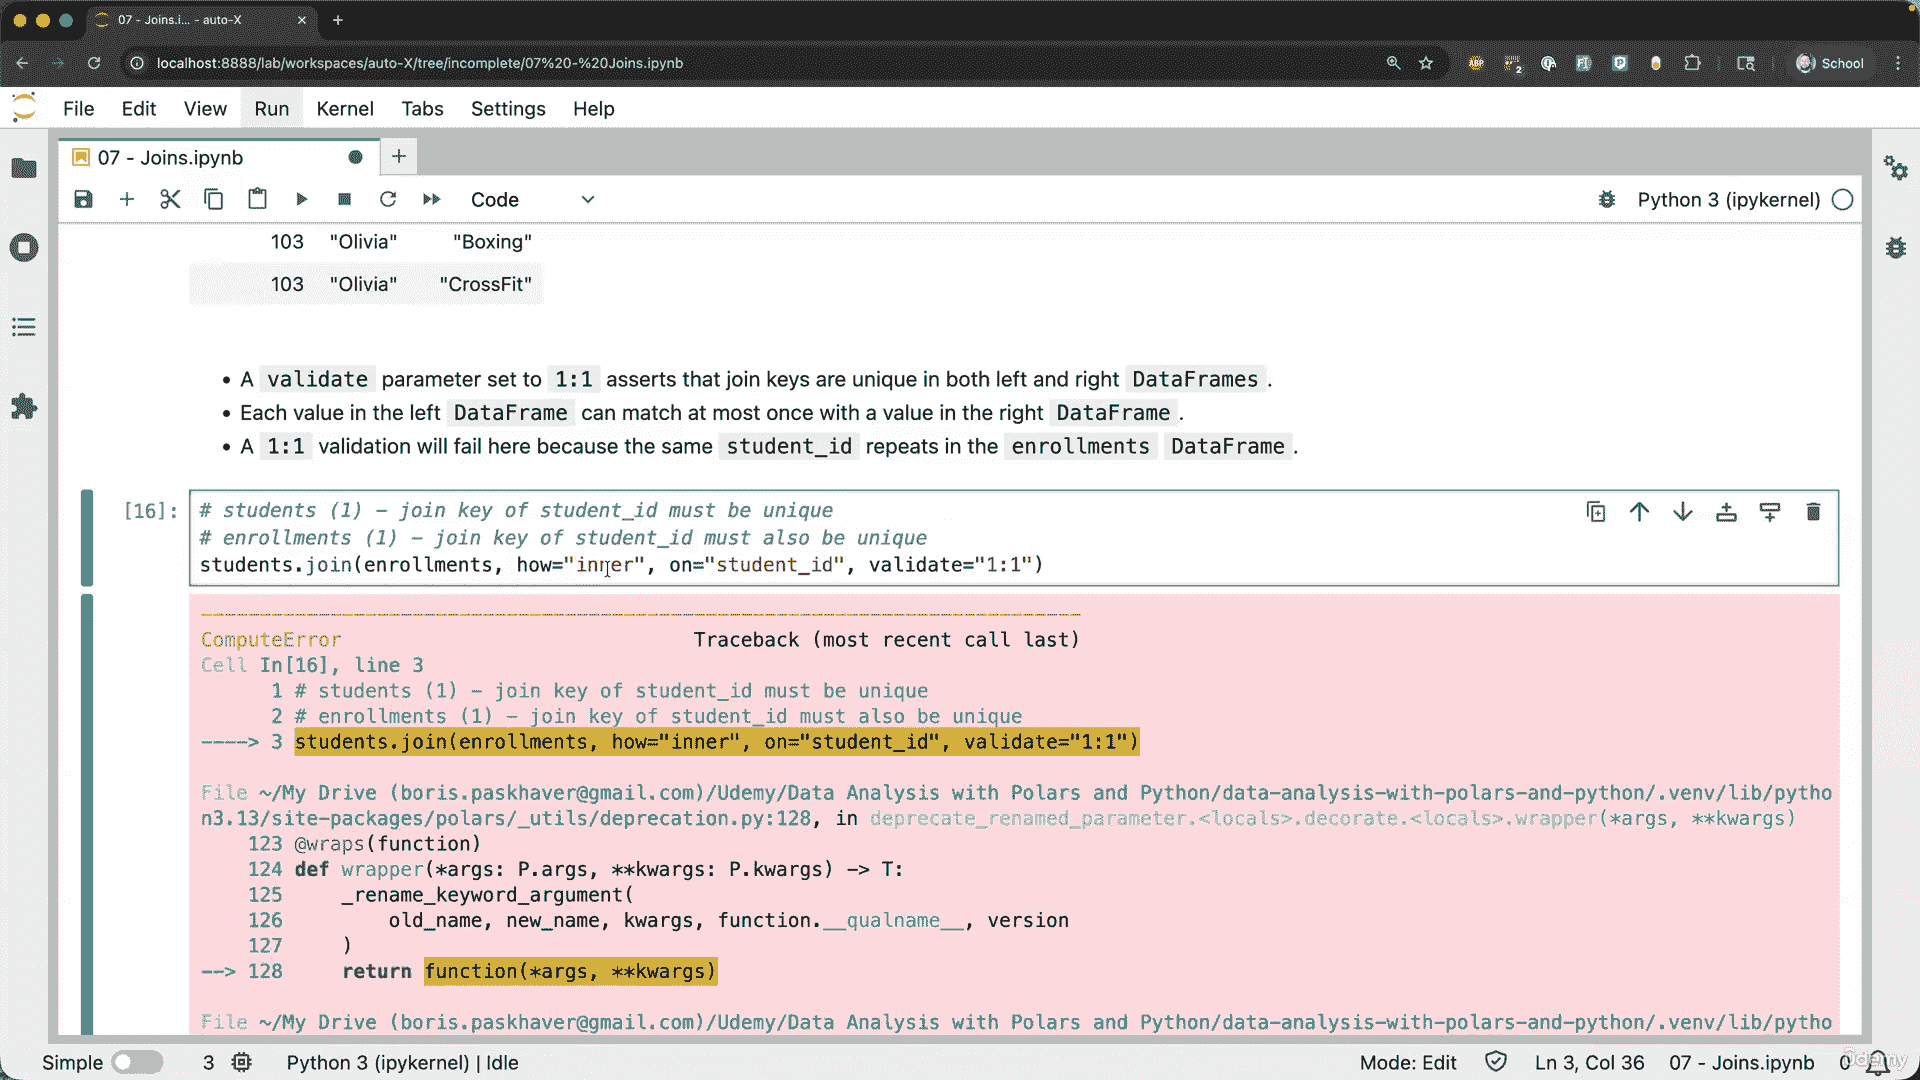 07 - Joins.i... - auto-X
localhost:8888/lab/workspaces/auto-X/tree/incomplete/07%20-%20Joins.ipynb
ABP
2
School
File Edit View Run Kernel Tabs Settings Help
07 - Joins.ipynb
Code
Python 3 (ipykernel)
103 "Olivia" "Boxing"
103 "Olivia" "CrossFit"
• A validate parameter set to 1:1 asserts that join keys are unique in both left and right DataFrames .
• Each value in the left DataFrame can match at most once with a value in the right DataFrame .
• A 1:1 validation will fail here because the same student_id repeats in the enrollments DataFrame .
[16]:
# students (1) – join key of student_id must be unique
# enrollments (1) – join key of student_id must also be unique
students.join(enrollments, how="inner", on="student_id", validate="1:1")
---------------------------------------------------------------------------
ComputeError Traceback (most recent call last)
Cell In[16], line 3
1 # students (1) – join key of student_id must be unique
2 # enrollments (1) – join key of student_id must also be unique
----> 3 students.join(enrollments, how="inner", on="student_id", validate="1:1")
File ~/My Drive (boris.paskhaver@gmail.com)/Udemy/Data Analysis with Polars and Python/data-analysis-with-polars-and-python/.venv/lib/pytho
n3.13/site-packages/polars/_utils/deprecation.py:128, in deprecate_renamed_parameter.<locals>.decorate.<locals>.wrapper(*args, **kwargs)
123 @wraps(function)
124 def wrapper(*args: P.args, **kwargs: P.kwargs) -> T:
125 _rename_keyword_argument(
126 old_name, new_name, kwargs, function.__qualname__, version
127 )
--> 128 return function(*args, **kwargs)
File ~/My Drive (boris.paskhaver@gmail.com)/Udemy/Data Analysis with Polars and Python/data-analysis-with-polars-and-python/.venv/lib/pytho
Simple 3 Python 3 (ipykernel) | Idle Mode: Edit Ln 3, Col 36 07 - Joins.ipynb 0
Udemy